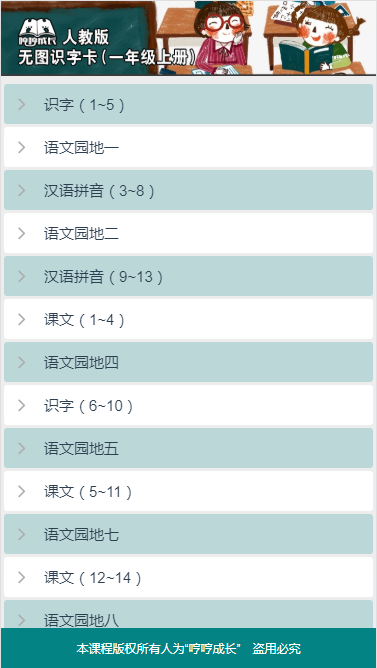 哼哼成长 人教版
无图识字卡(一年级上册)
识字（1~5）
语文园地一
汉语拼音（3~8）
语文园地二
汉语拼音（9~13）
课文（1~4）
语文园地四
识字（6~10）
语文园地五
课文（5~11）
语文园地七
课文（12~14）
语文园地八
本课程版权所有人为“哼哼成长” 盗用必究